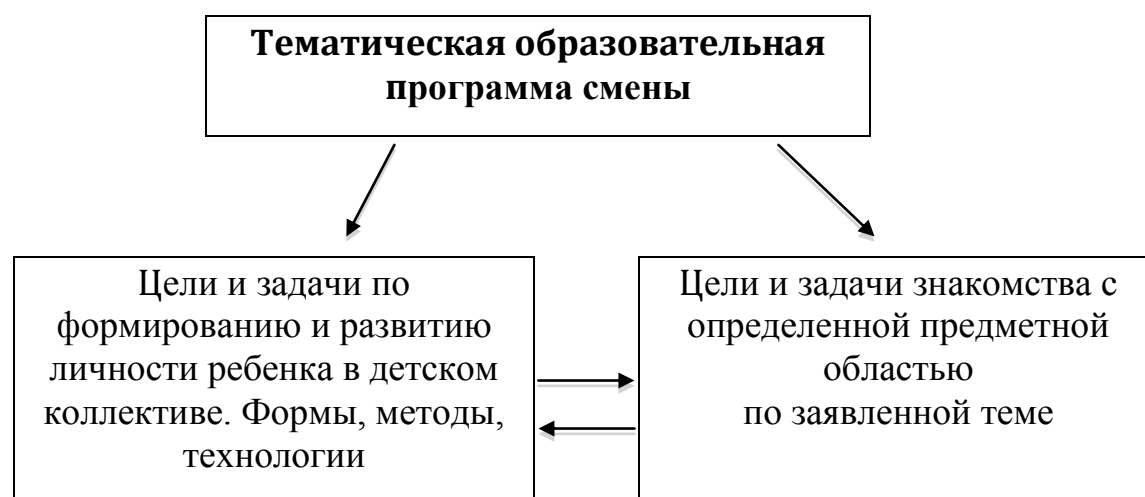 Тематическая образовательная
программа смены
Цели и задачи по
формированию и развитию
личности ребенка в детском
коллективе. Формы, методы,
технологии
Цели и задачи знакомства с
определенной предметной
областью
по заявленной теме